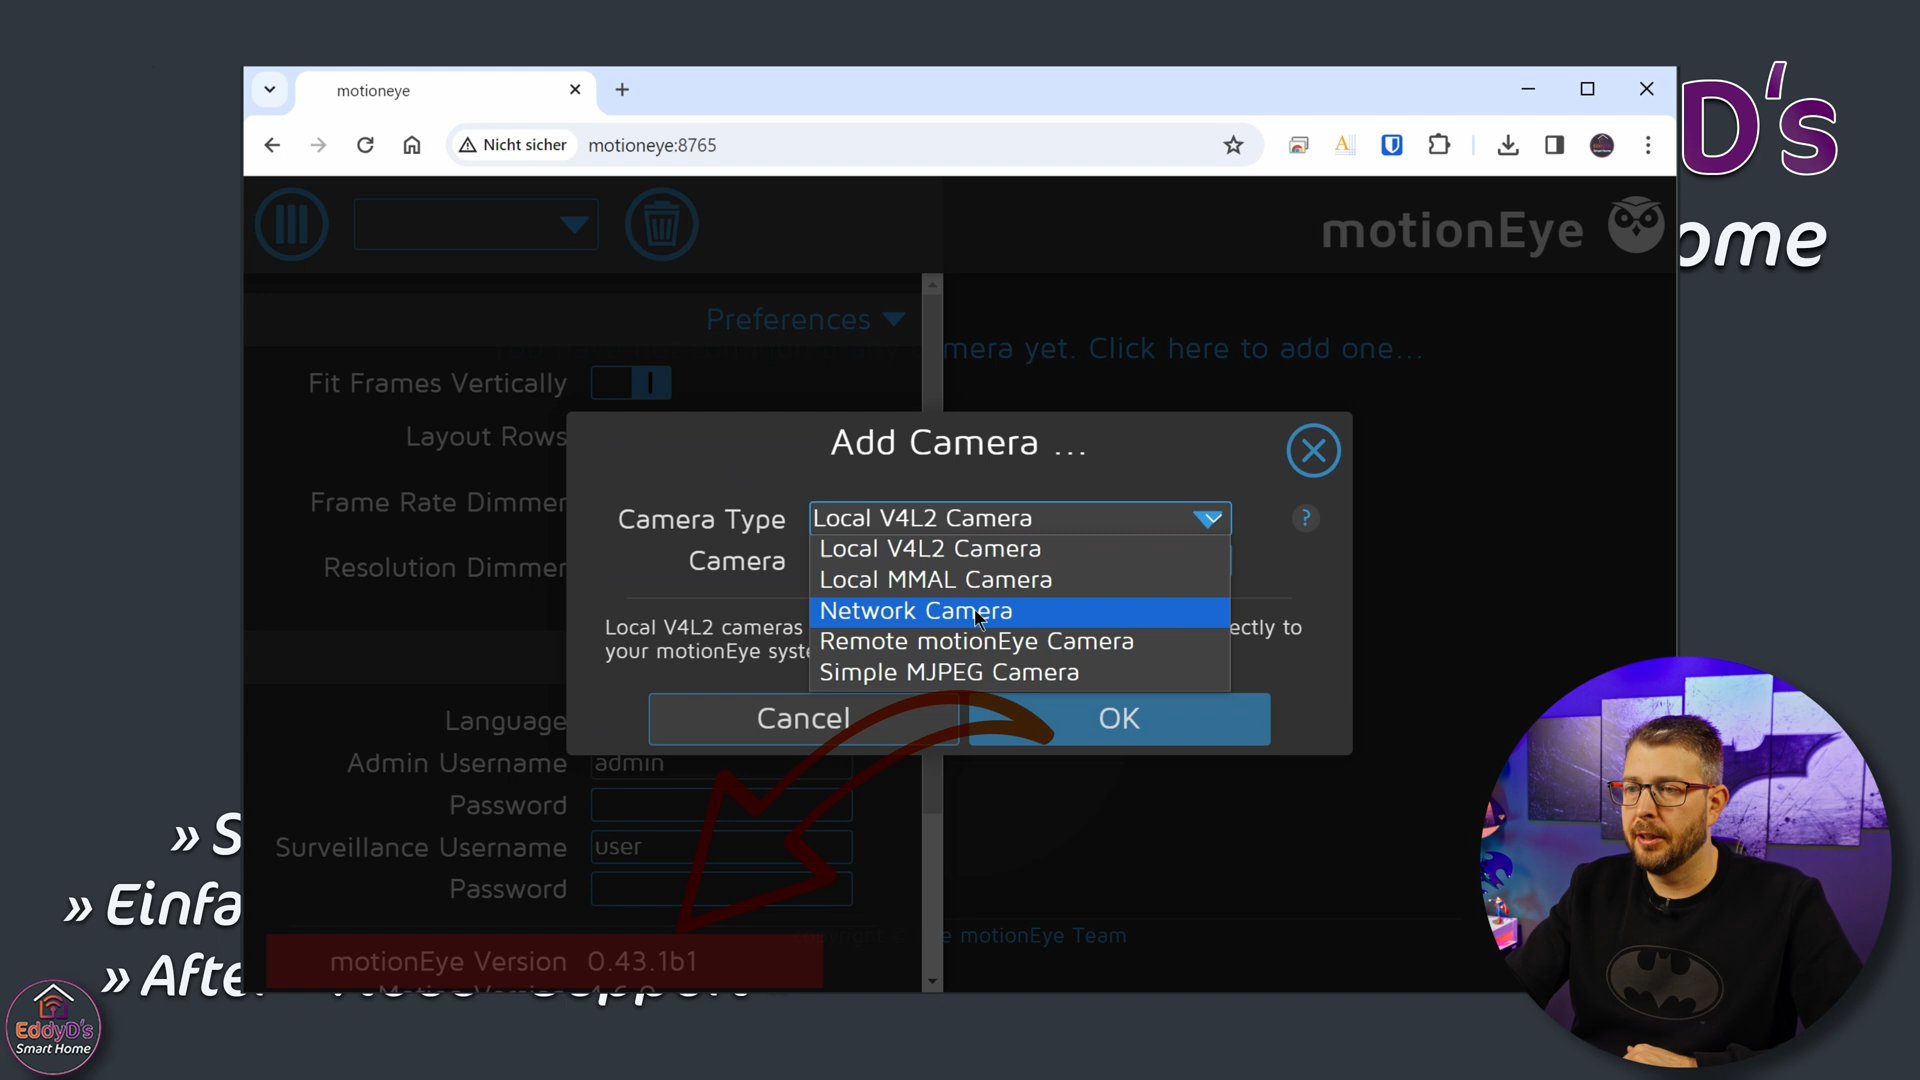 motioneye
Nicht sicher
motioneye:8765
D's
ome
motionEye
Preferences
mera yet. Click here to add one...
Fit Frames Vertically
Layout Rows
Frame Rate Dimmer
Resolution Dimmer
Add Camera ...
Camera Type
Local V4L2 Camera
?
Camera
Local V4L2 Camera
Local MMAL Camera
Network Camera
Remote motionEye Camera
Simple MJPEG Camera
Local V4L2 cameras
ectly to
your motionEye syste
Cancel
OK
Language
Admin Username
admin
Password
Surveillance Username
user
Password
e motionEye Team
motionEye Version 0.43.1b1
» S
» Einfa
» Afte
EddyD's
Smart Home